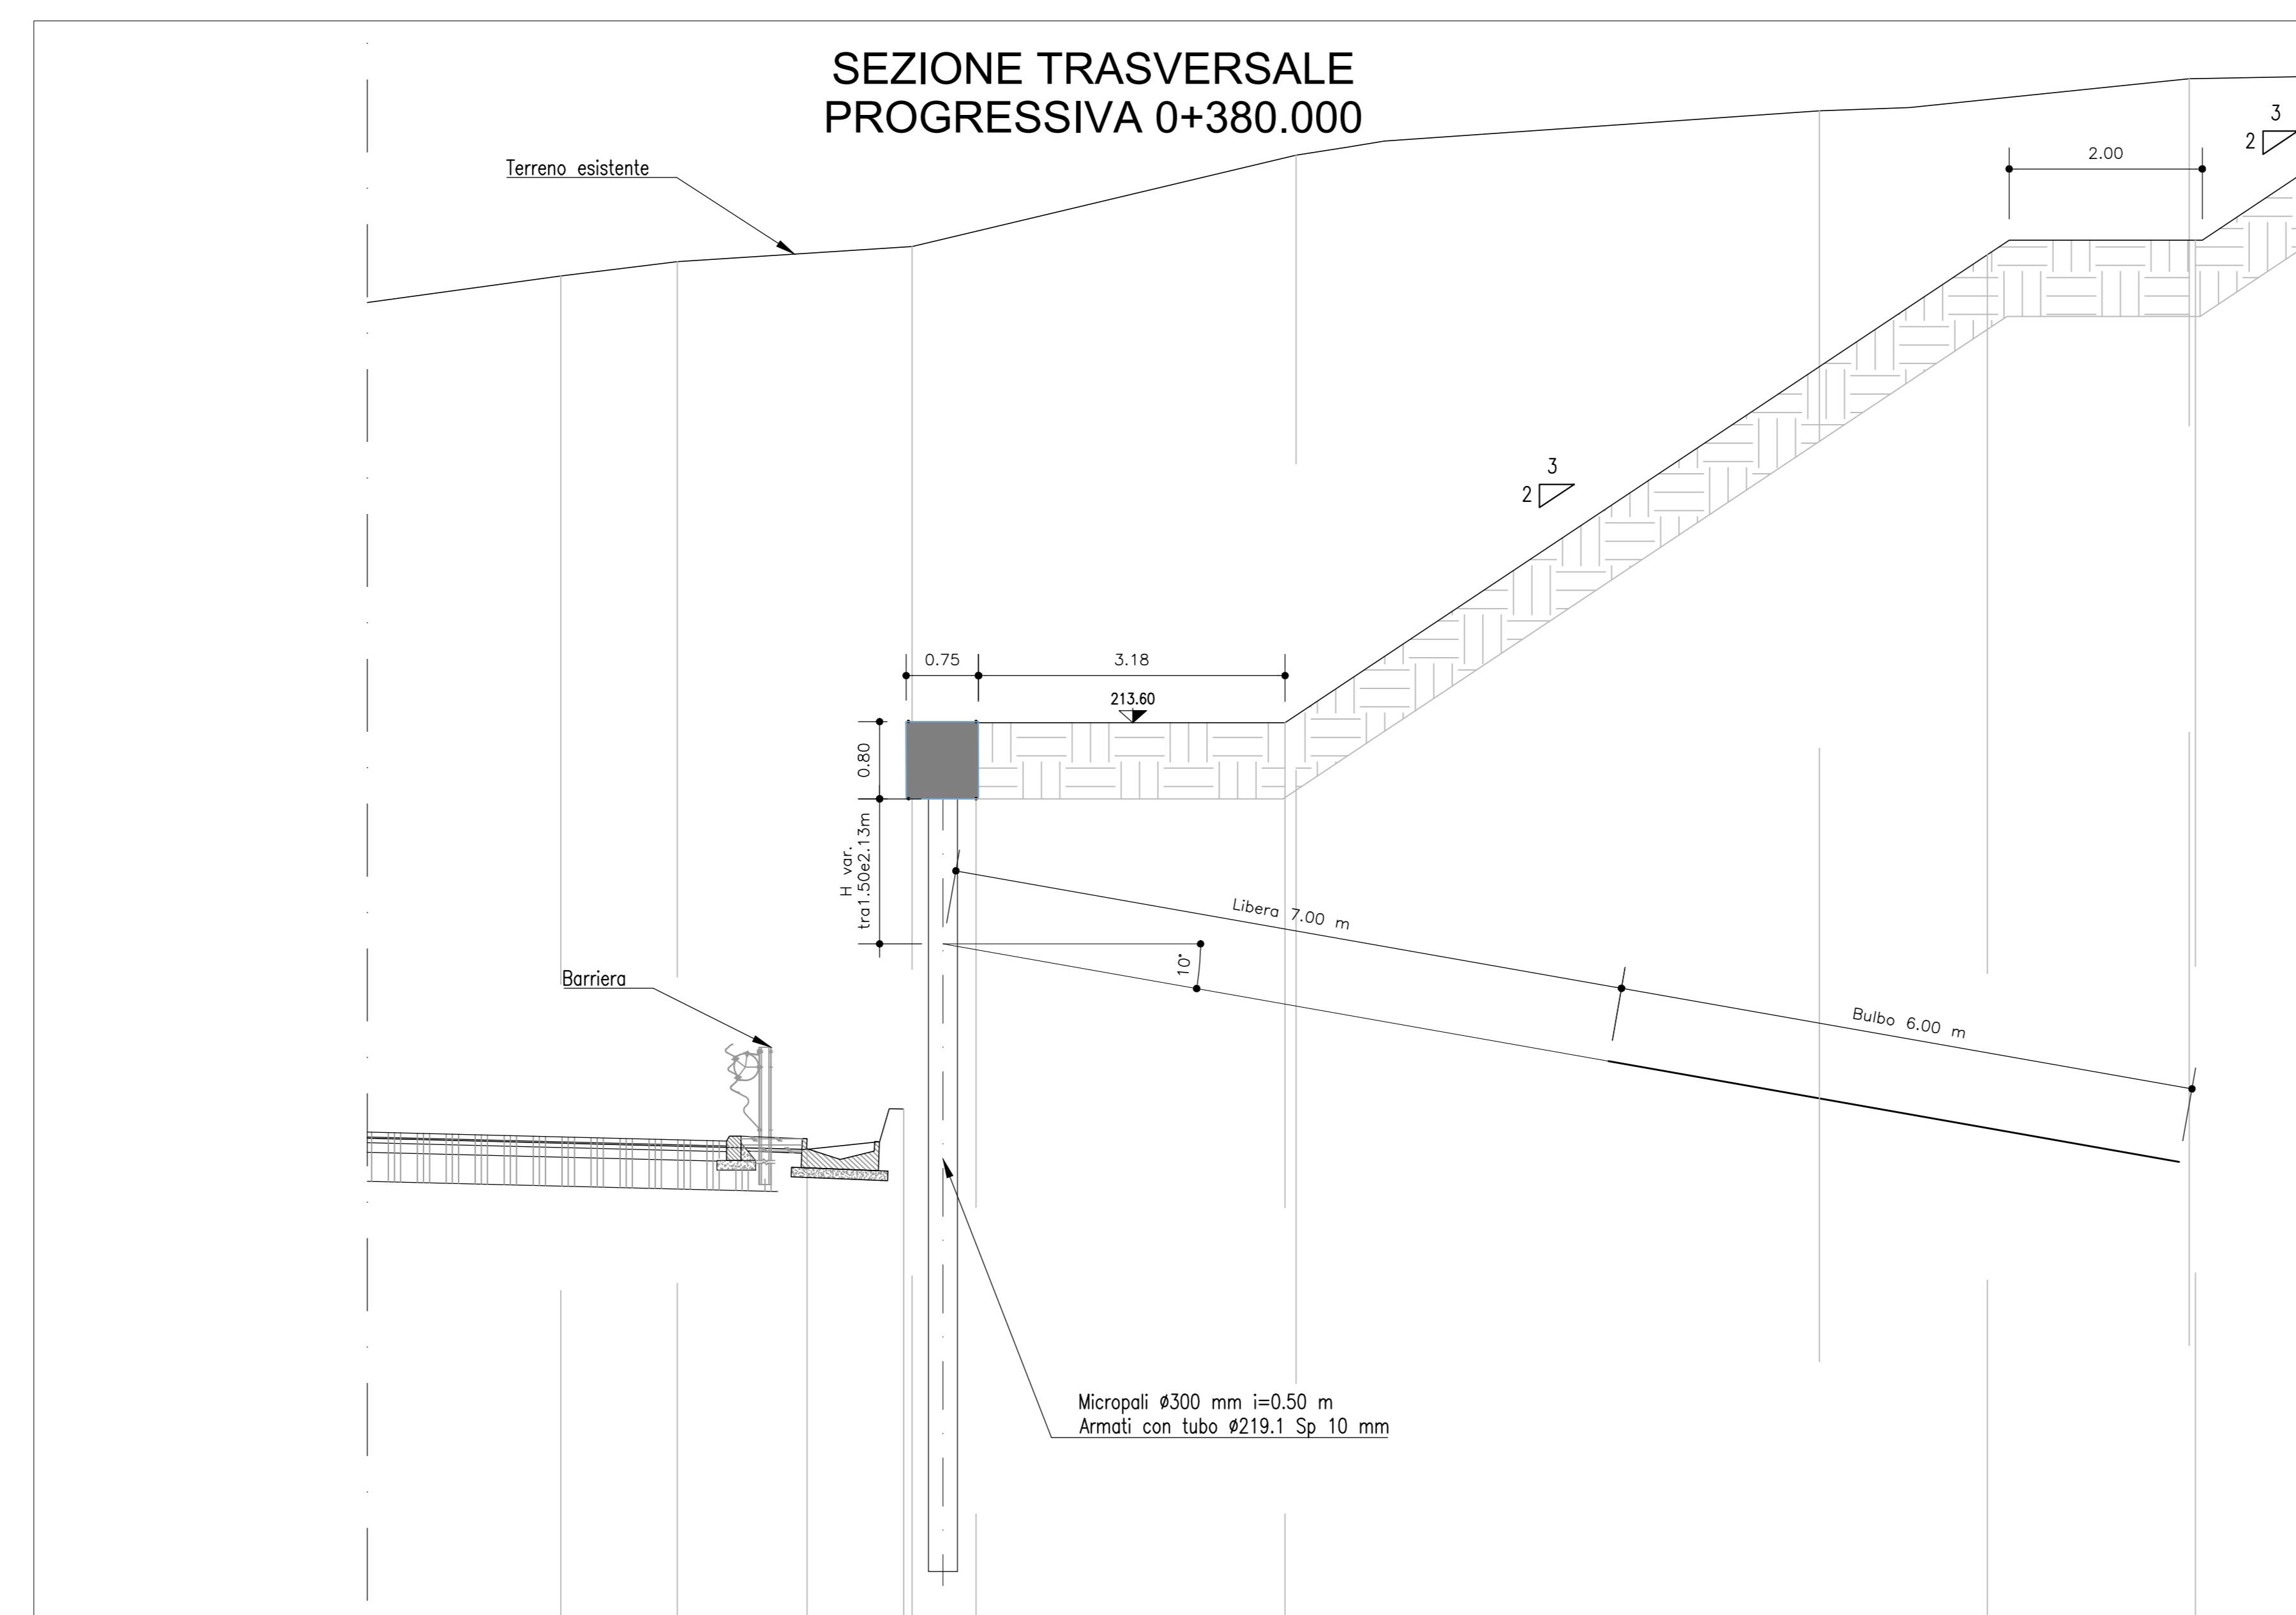 SEZIONE TRASVERSALE
PROGRESSIVA 0+380.000
3
2
2.00
Terreno esistente
3
2
0.75
3.18
213.60
0.80
H var.
tra1.50e2.13m
Libera 7.00 m
10°
Barriera
Bulbo 6.00 m
Micropali ø300 mm i=0.50 m
Armati con tubo ø219.1 Sp 10 mm